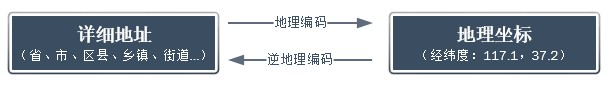 详细地址
（省、市、区县、乡镇、街道...）
地理编码
逆地理编码
地理坐标
（经纬度：117.1，37.2）